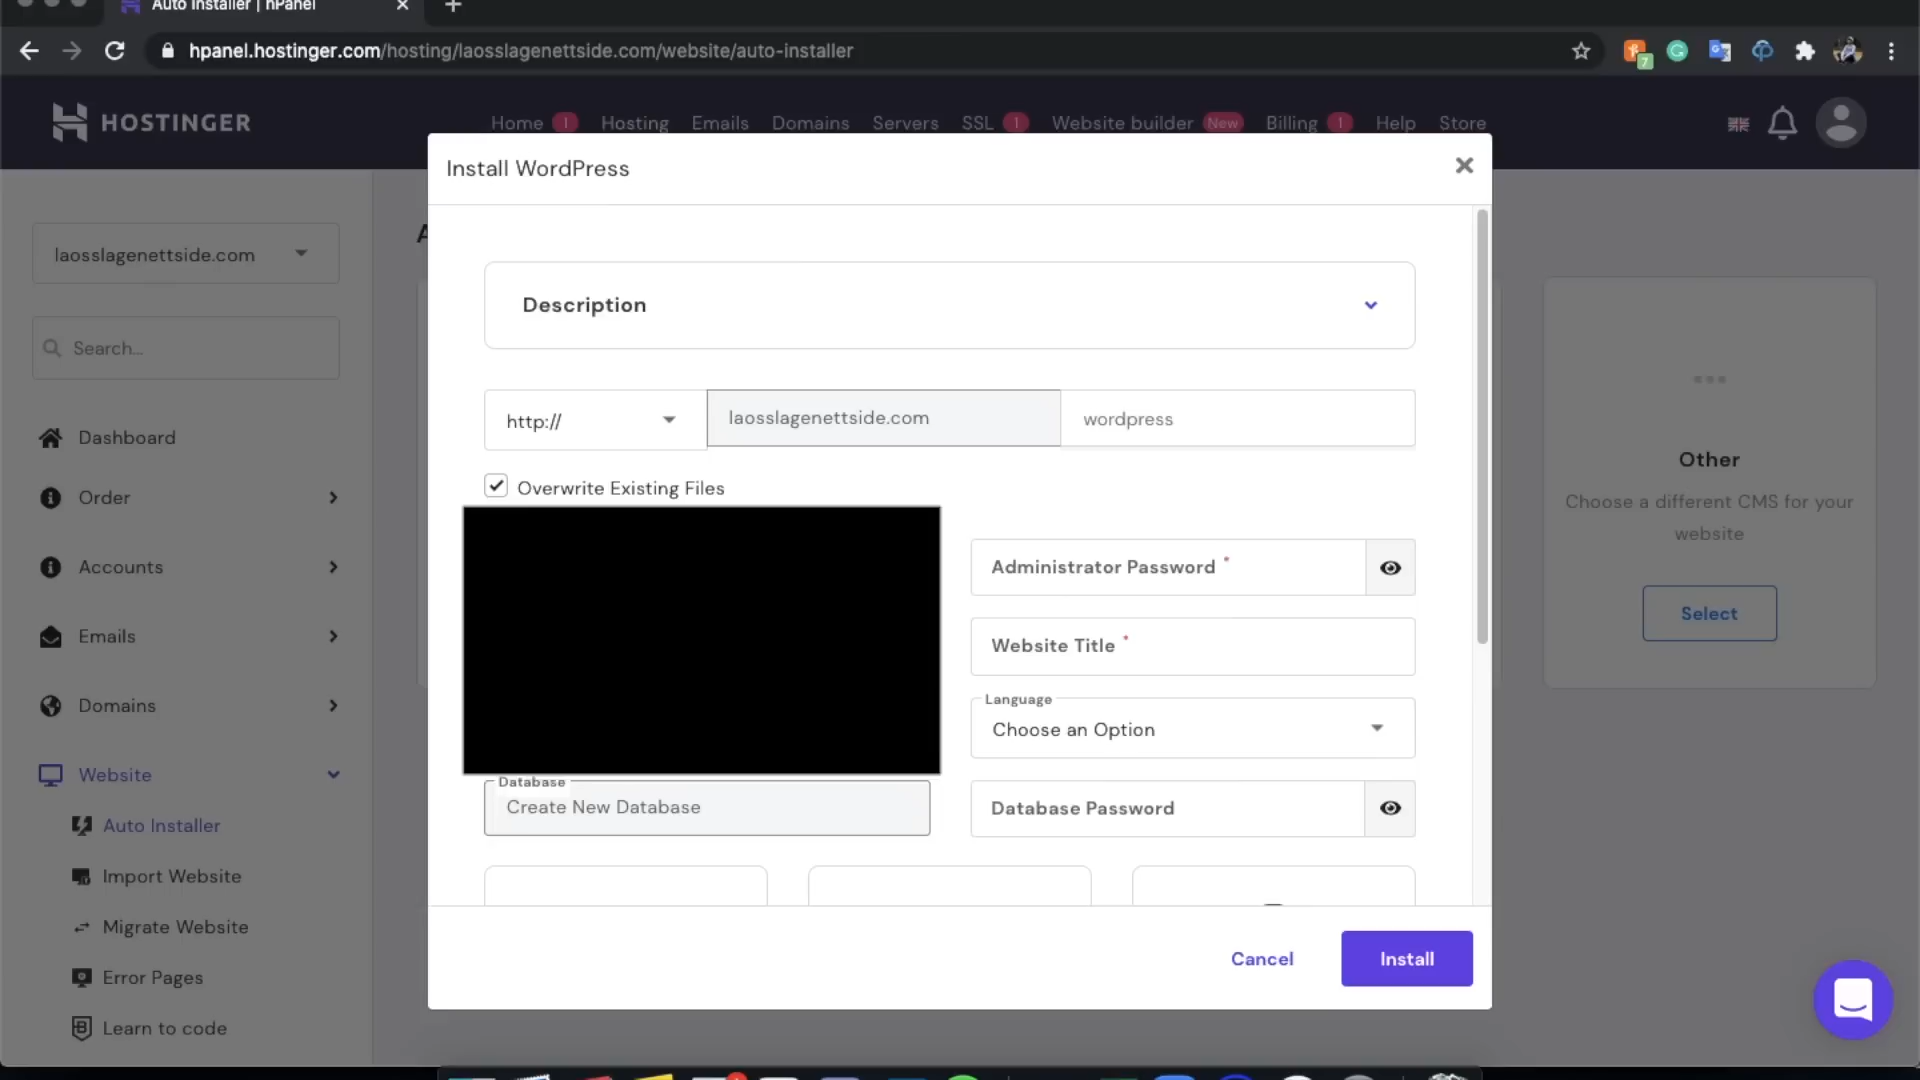 Auto Installer | hPanel
hpanel.hostinger.com/hosting/laosslagenettside.com/website/auto-installer
7
HOSTINGER
Home 1 Hosting Emails Domains Servers SSL 1 Website builder New Billing 1 Help Store
Install WordPress
laosslagenettside.com
A
Search...
Description
http://
laosslagenettside.com
wordpress
Overwrite Existing Files
Dashboard
Order
Accounts
Emails
Domains
Website
Auto Installer
Import Website
Migrate Website
Error Pages
Learn to code
Administrator Password *
Website Title *
Language
Choose an Option
Database
Create New Database
Database Password
Cancel
Install
Other
Choose a different CMS for your
website
Select